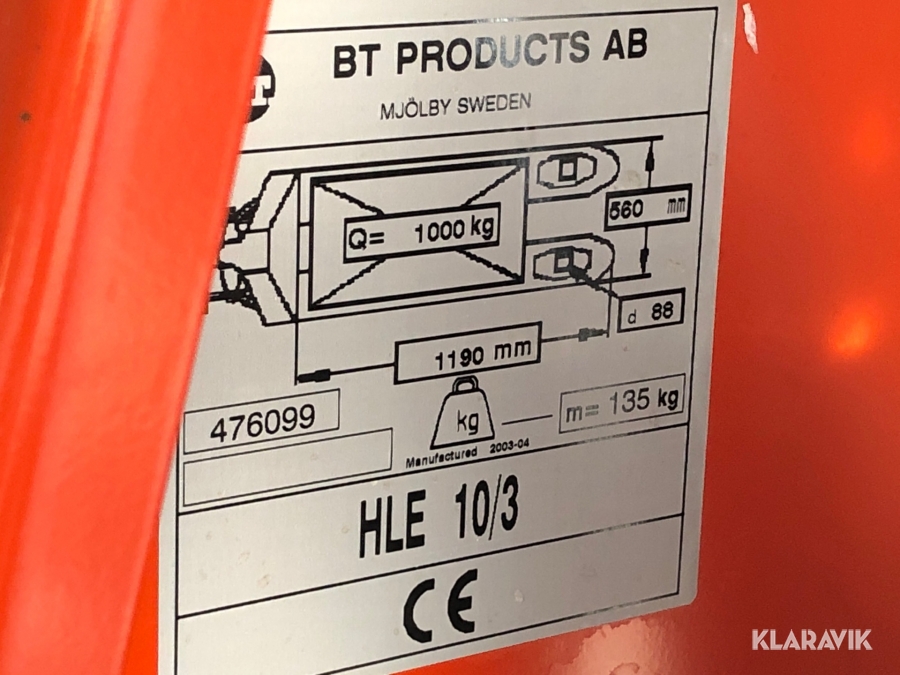 BT PRODUCTS AB
MJÖLBY SWEDEN
560 mm
Q= 1000 kg
d 88
1190 mm
476099
kg
m= 135 kg
Manufactured 2003-04
HLE 10/3
CE
KLARAVIK